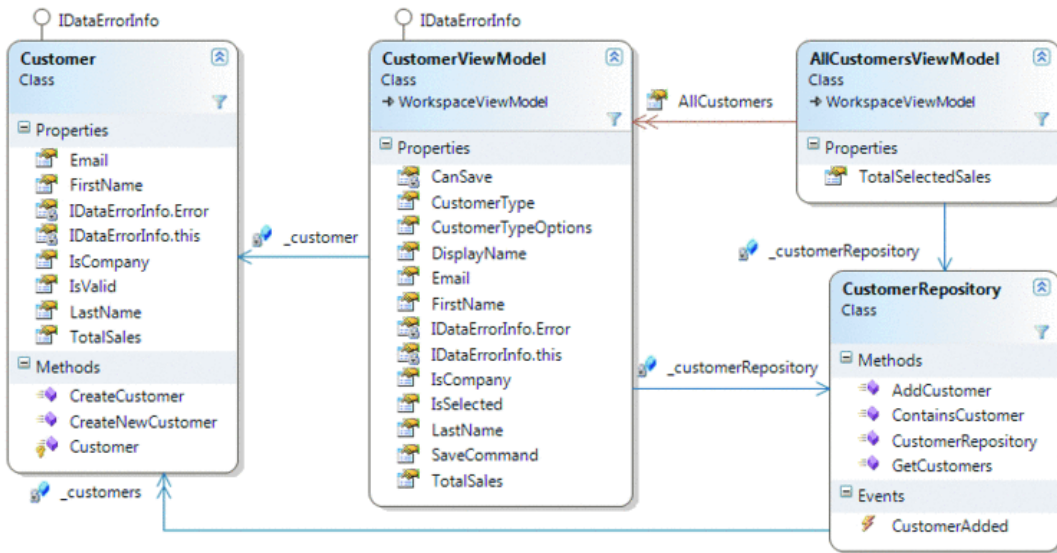 IDataErrorInfo
Customer
Class
Properties
Email
FirstName
IDataErrorInfo.Error
IDataErrorInfo.this
IsCompany
IsValid
LastName
TotalSales
Methods
CreateCustomer
CreateNewCustomer
Customer
_customer
_customers
IDataErrorInfo
CustomerViewModel
Class
WorkspaceViewModel
Properties
CanSave
CustomerType
CustomerTypeOptions
DisplayName
Email
FirstName
IDataErrorInfo.Error
IDataErrorInfo.this
IsCompany
IsSelected
LastName
SaveCommand
TotalSales
AllCustomers
AllCustomersViewModel
Class
WorkspaceViewModel
Properties
TotalSelectedSales
_customerRepository
_customerRepository
CustomerRepository
Class
Methods
AddCustomer
ContainsCustomer
CustomerRepository
GetCustomers
Events
CustomerAdded